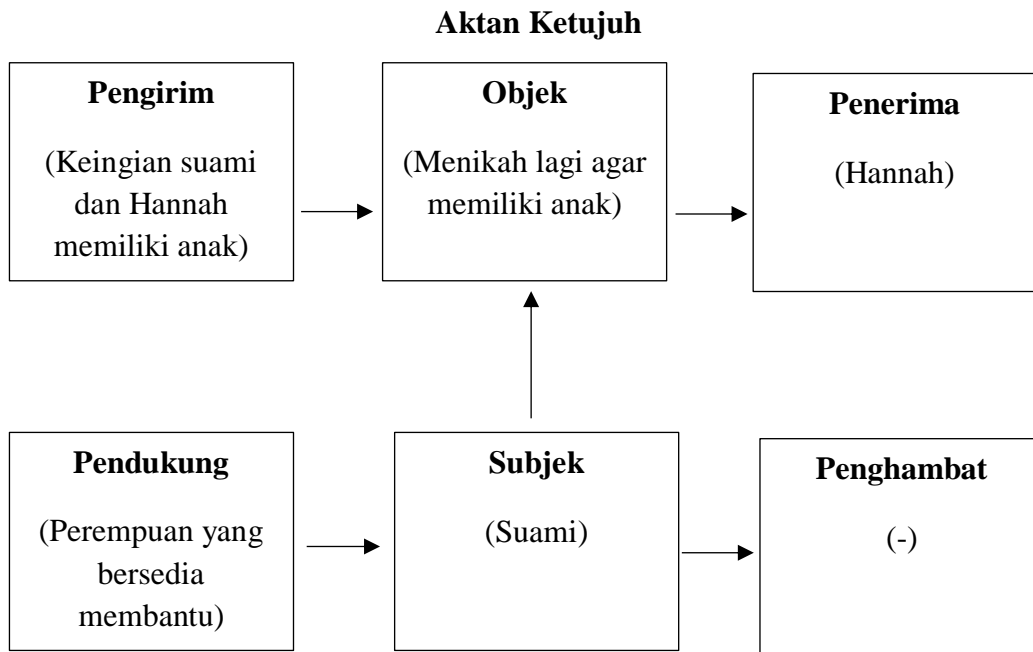 Aktan Ketujuh
Pengirim
(Keingian suami
dan Hannah
memiliki anak)
Objek
(Menikah lagi agar
memiliki anak)
Penerima
(Hannah)
Pendukung
(Perempuan yang
bersedia
membantu)
Subjek
(Suami)
Penghambat
(-)